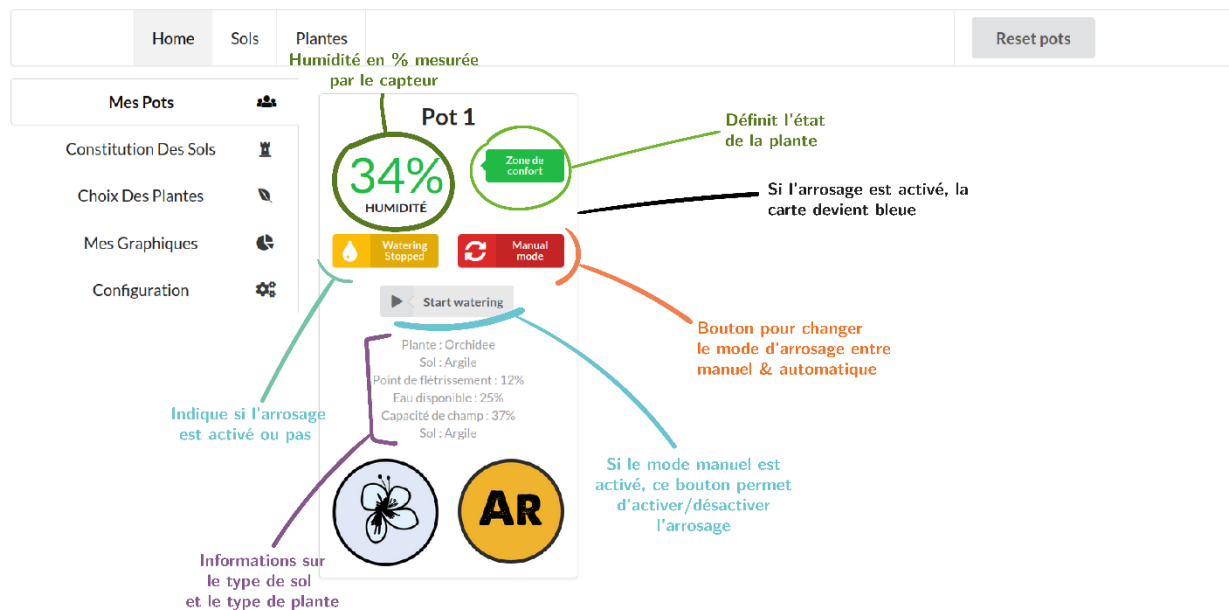 Home
Sols
Plantes
Reset pots
Humidité en % mesurée
par le capteur
Mes Pots
Constitution Des Sols
Choix Des Plantes
Mes Graphiques
Configuration
Pot 1
34%
HUMIDITÉ
Zone de
confort
Définit l'état
de la plante
Si l'arrosage est activé, la
carte devient bleue
Watering
Stopped
Manual
mode
Start watering
Bouton pour changer
le mode d'arrosage entre
manuel & automatique
Plante : Orchidee
Sol : Argile
Point de flétrissement : 12%
Eau disponible : 25%
Capacité de champ : 37%
Sol : Argile
Indique si l'arrosage
est activé ou pas
Si le mode manuel est
activé, ce bouton permet
d'activer/désactiver
l'arrosage
AR
Informations sur
le type de sol
et le type de plante